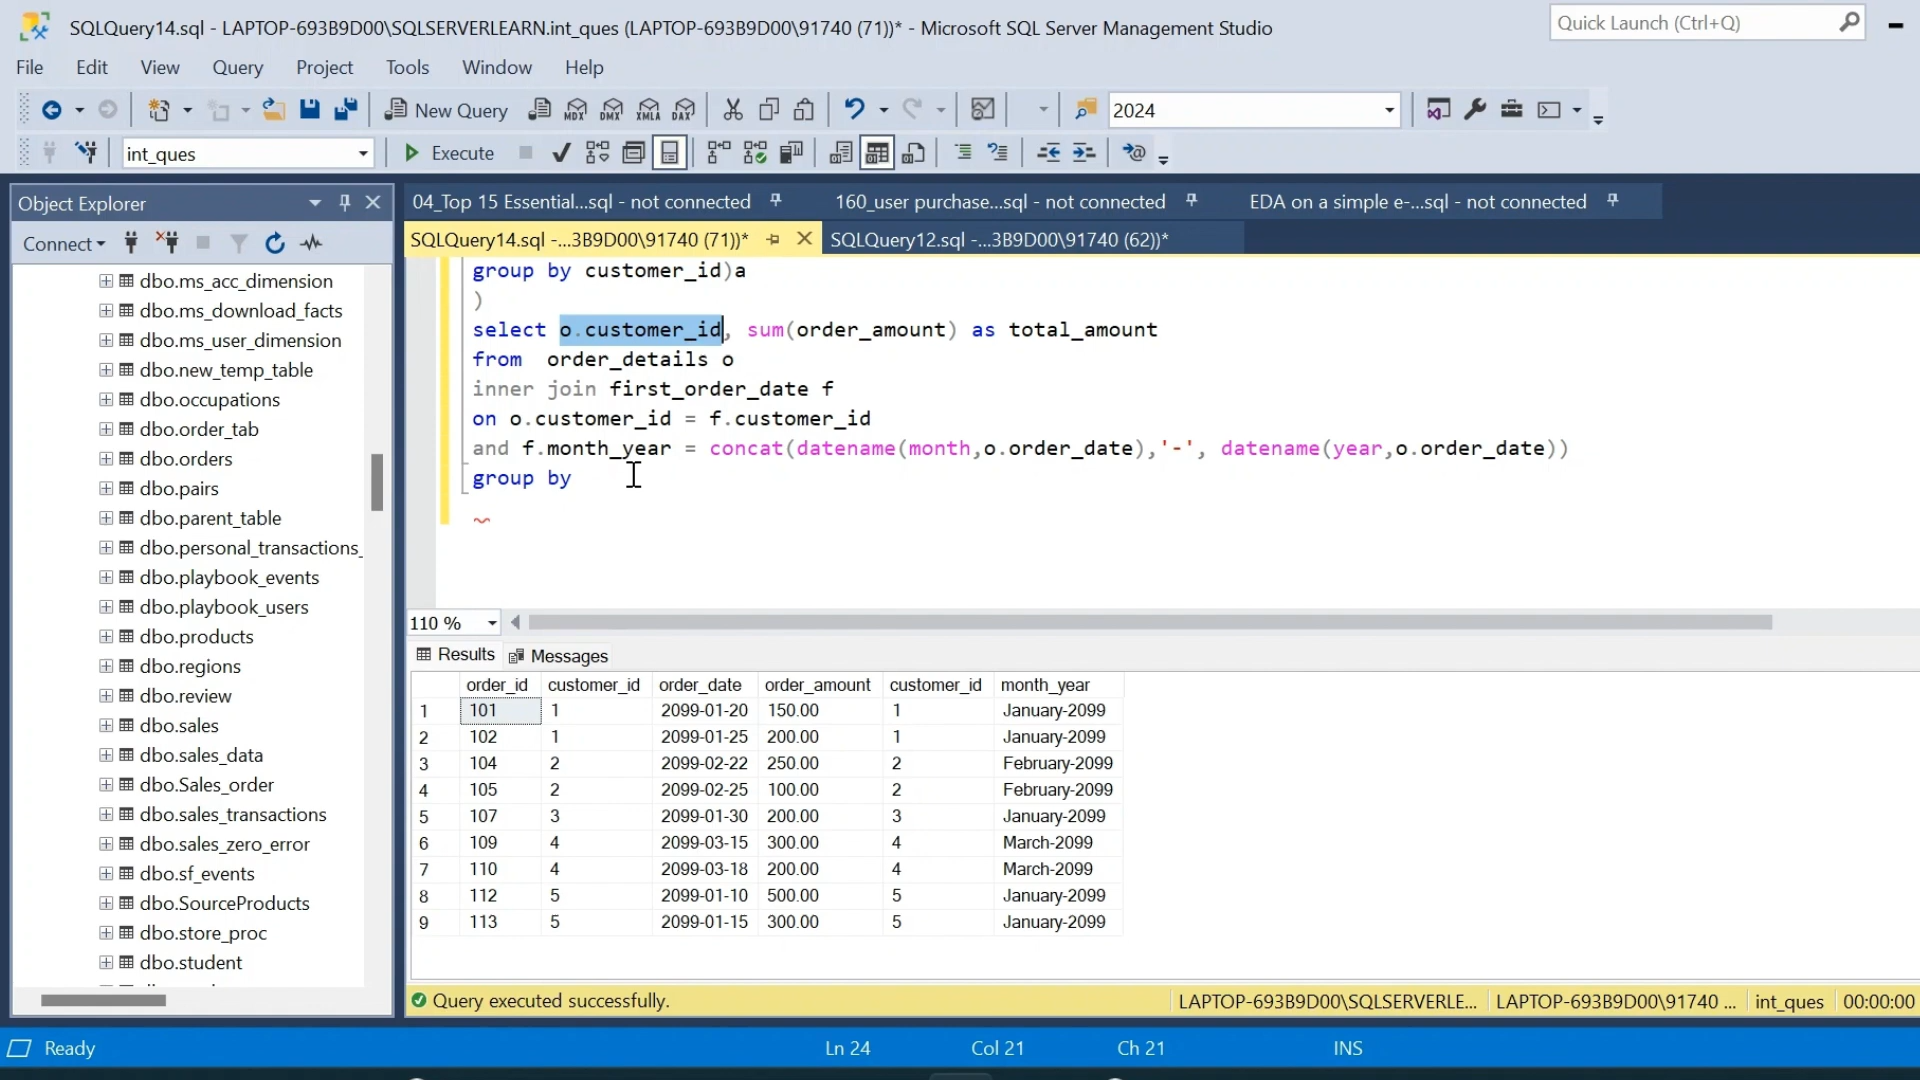 SQLQuery14.sql - LAPTOP-693B9D00\SQLSERVERLEARN.int_ques (LAPTOP-693B9D00\91740 (71))* - Microsoft SQL Server Management Studio
Quick Launch (Ctrl+Q)
File Edit View Query Project Tools Window Help
New Query MDX DMX XMLA DAX 2024
int_ques Execute
Object Explorer
04_Top 15 Essential...sql - not connected 160_user purchase...sql - not connected EDA on a simple e-...sql - not connected
Connect
SQLQuery14.sql -...3B9D00\91740 (71))* SQLQuery12.sql -...3B9D00\91740 (62))*
dbo.ms_acc_dimension
dbo.ms_download_facts
dbo.ms_user_dimension
dbo.new_temp_table
dbo.occupations
dbo.order_tab
dbo.orders
dbo.pairs
dbo.parent_table
dbo.personal_transactions_
dbo.playbook_events
dbo.playbook_users
dbo.products
dbo.regions
dbo.review
dbo.sales
dbo.sales_data
dbo.Sales_order
dbo.sales_transactions
dbo.sales_zero_error
dbo.sf_events
dbo.SourceProducts
dbo.store_proc
dbo.student
group by customer_id)a
)
select o.customer_id, sum(order_amount) as total_amount
from order_details o
inner join first_order_date f
on o.customer_id = f.customer_id
and f.month_year = concat(datename(month,o.order_date),'-', datename(year,o.order_date))
group by
110 %
Results Messages
order_id customer_id order_date order_amount customer_id month_year
1 101 1 2099-01-20 150.00 1 January-2099
2 102 1 2099-01-25 200.00 1 January-2099
3 104 2 2099-02-22 250.00 2 February-2099
4 105 2 2099-02-25 100.00 2 February-2099
5 107 3 2099-01-30 200.00 3 January-2099
6 109 4 2099-03-15 300.00 4 March-2099
7 110 4 2099-03-18 200.00 4 March-2099
8 112 5 2099-01-10 500.00 5 January-2099
9 113 5 2099-01-15 300.00 5 January-2099
Query executed successfully. LAPTOP-693B9D00\SQLSERVERLE... LAPTOP-693B9D00\91740 ... int_ques 00:00:00
Ready Ln 24 Col 21 Ch 21 INS